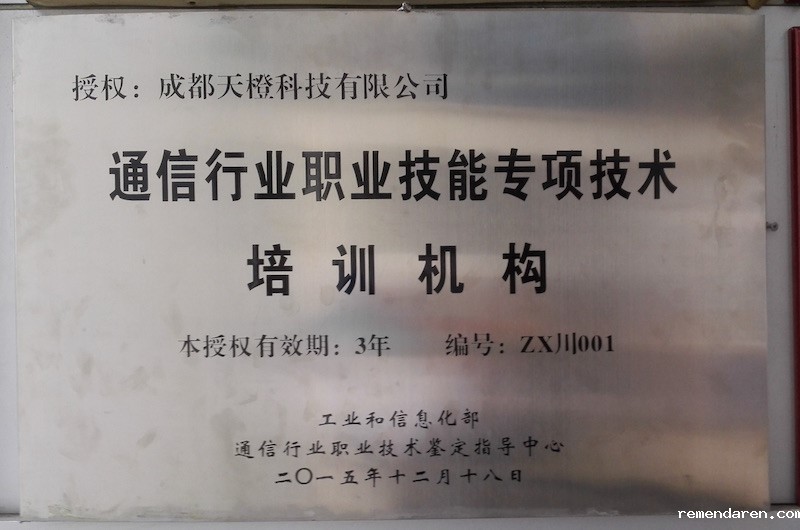 授权：成都天橙科技有限公司
通信行业职业技能专项技术
培训机构
本授权有效期：3年 编号：ZX川001
工业和信息化部
通信行业职业技术鉴定指导中心
二〇一五年十二月十八日
remendaren.com